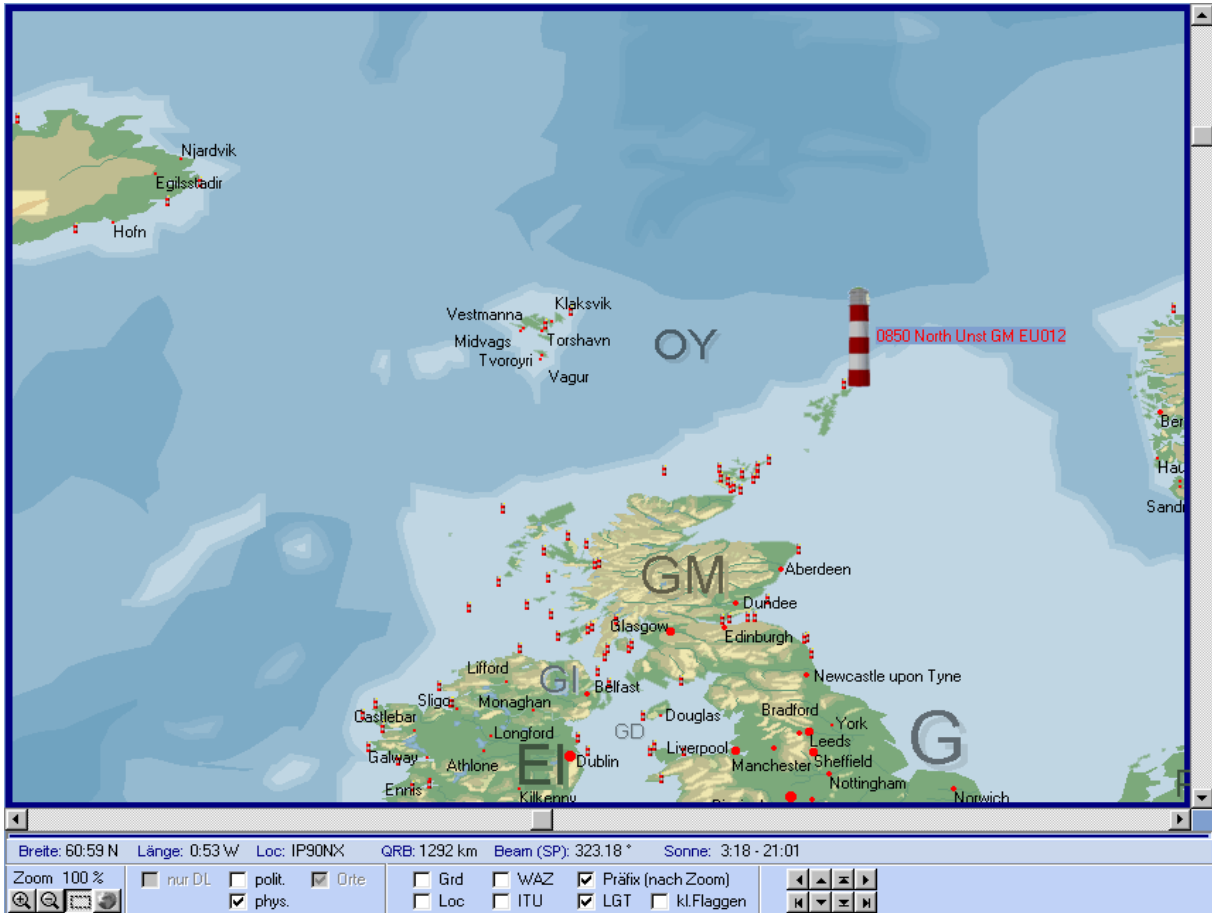 Njardvik
Egilsstadir
Hofn
Klaksvik
Vestmanna
OY
0850 North Unst GM EU012
Midvags
Torshavn
Tvoroyri
Vagur
Ber
Hau
Sandr
GM
Aberdeen
Dundee
Glasgow
Edinburgh
Lifford
GI
Belfast
Newcastle upon Tyne
Sligo
Monaghan
Castlebar
Douglas
Bradford
York
GD
G
Longford
Leeds
Galway
Athlone
EI
Dublin
Liverpool
Manchester
Sheffield
Nottingham
Ennis
Kilkenny
Norwich
Breite: 60:59 N Länge: 0:53 W Loc: IP90NX QRB: 1292 km Beam (SP): 323.18 ° Sonne: 3:18 - 21:01
Zoom 100 % nur DL polit. Orte Grd WAZ Präfix (nach Zoom)
phys. Loc ITU LGT kl.Flaggen